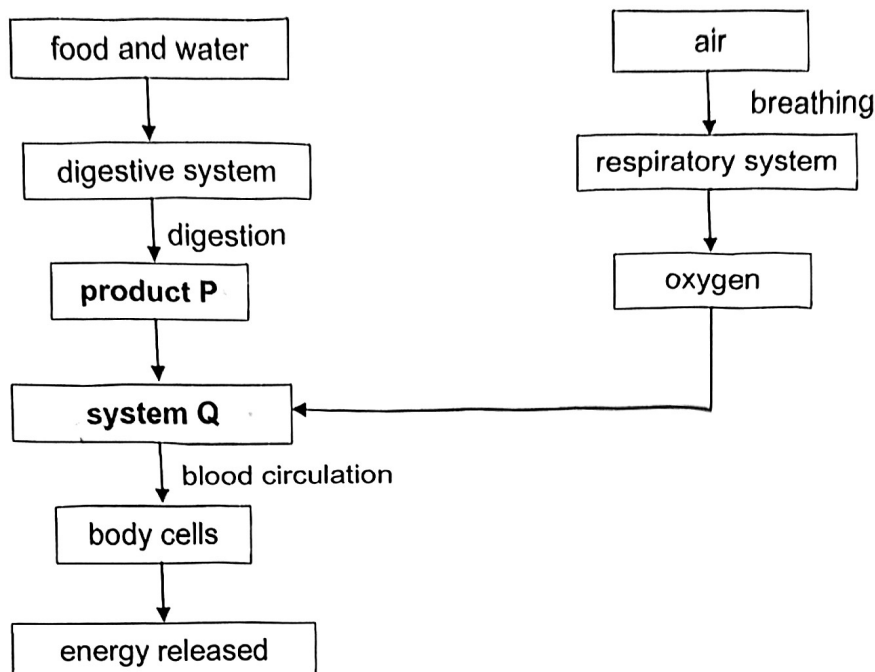 food and water
digestive system
digestion
product P
system Q
blood circulation
body cells
energy released
air
breathing
respiratory system
oxygen